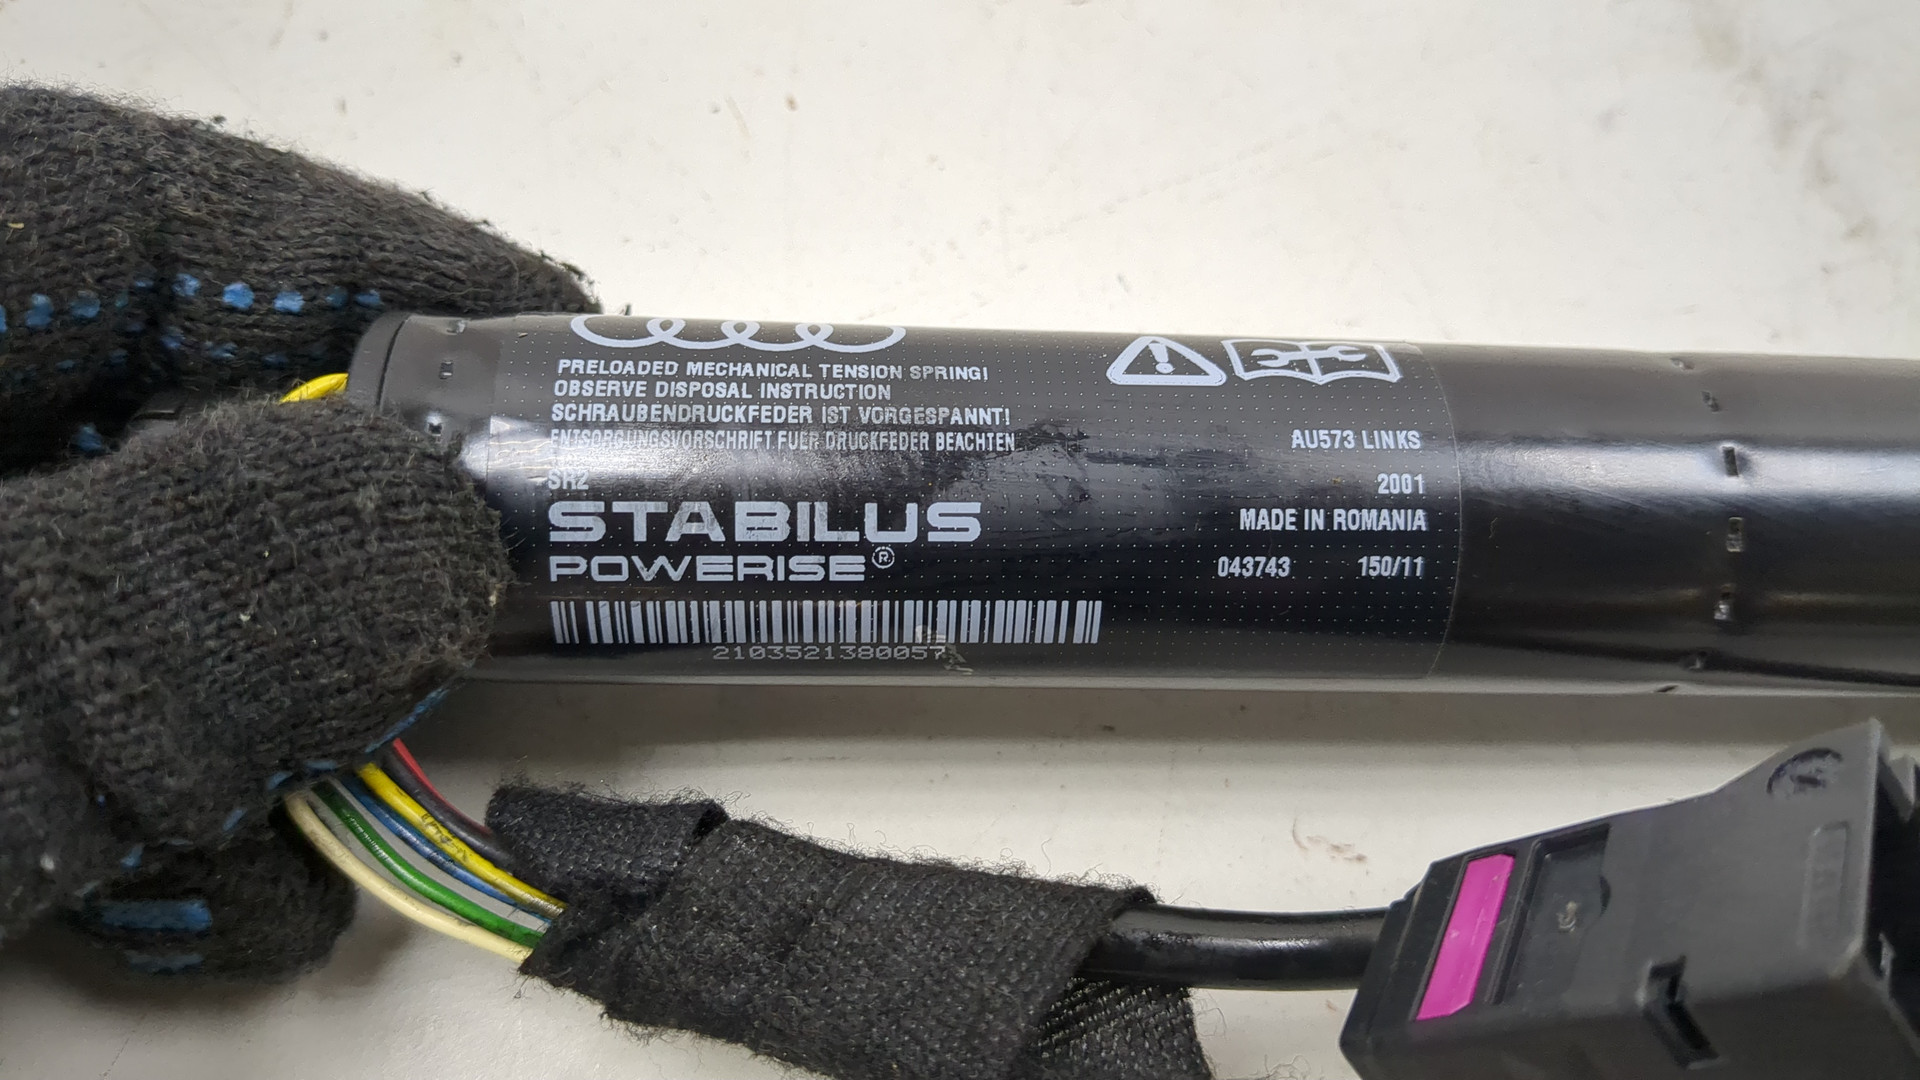 PRELOADED MECHANICAL TENSION SPRING!
OBSERVE DISPOSAL INSTRUCTION
SCHRAUBENDRUCKFEDER IST VORGESPANNT!
ENTSORGUNGSVORSCHRIFT FUER DRUCKFEDER BEACHTEN
AU573 LINKS
SR2
2001
STABILUS
MADE IN ROMANIA
POWERISE®
043743 150/11
2103521380057